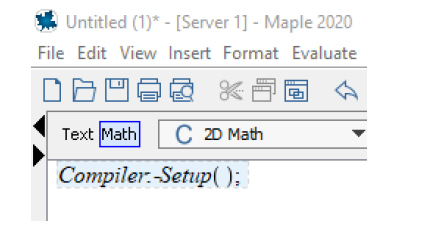 Untitled (1)* - [Server 1] - Maple 2020
File Edit View Insert Format Evaluate
Text Math C 2D Math
Compiler:-Setup( );